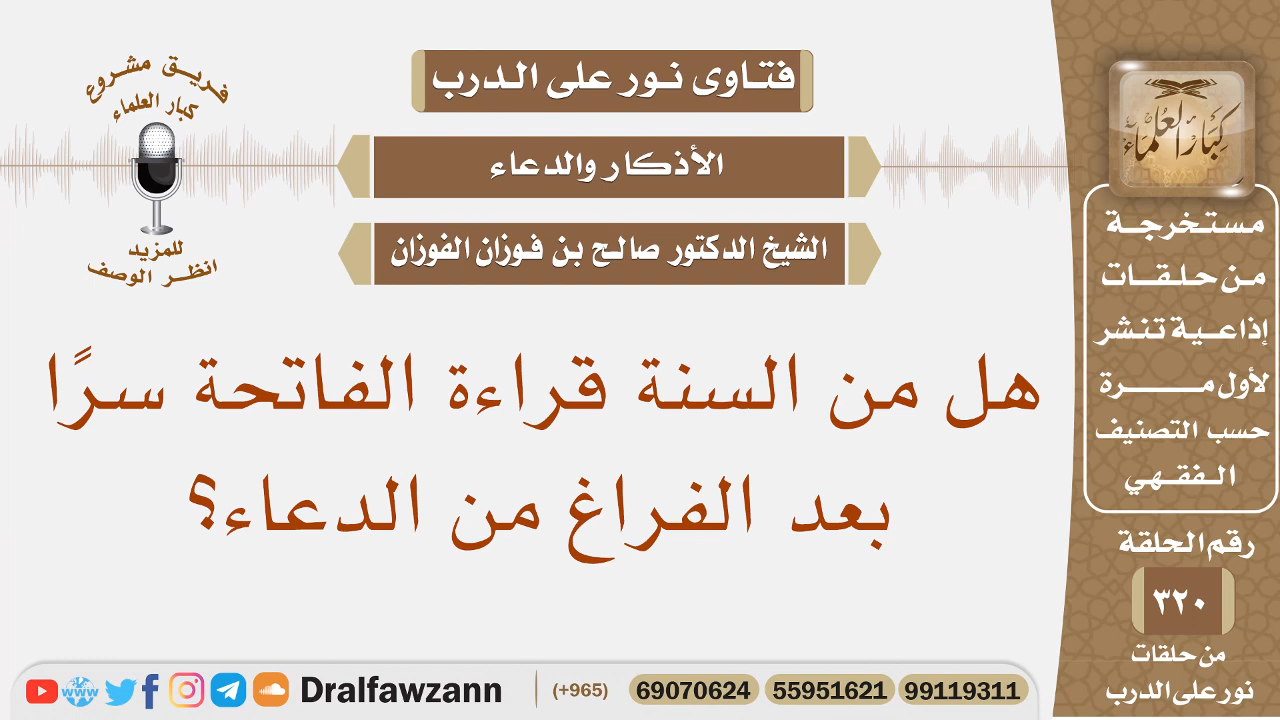 فتاوى نور على الدرب
الأذكار والدعاء
الشيخ الدكتور صالح بن فوزان الفوزان
هل من السنة قراءة الفاتحة سرًا
بعد الفراغ من الدعاء؟
فريق مشروع
كبار العلماء
للمزيد
انظر الوصف
كبار العلماء
مستخرجة
من حلقات
إذاعية تنشر
لأول مرة
حسب التصنيف
الفقهي
رقم الحلقة
٣٢٠
من حلقات
نور على الدرب
www Dralfawzann (+965) 69070624 55951621 99119311